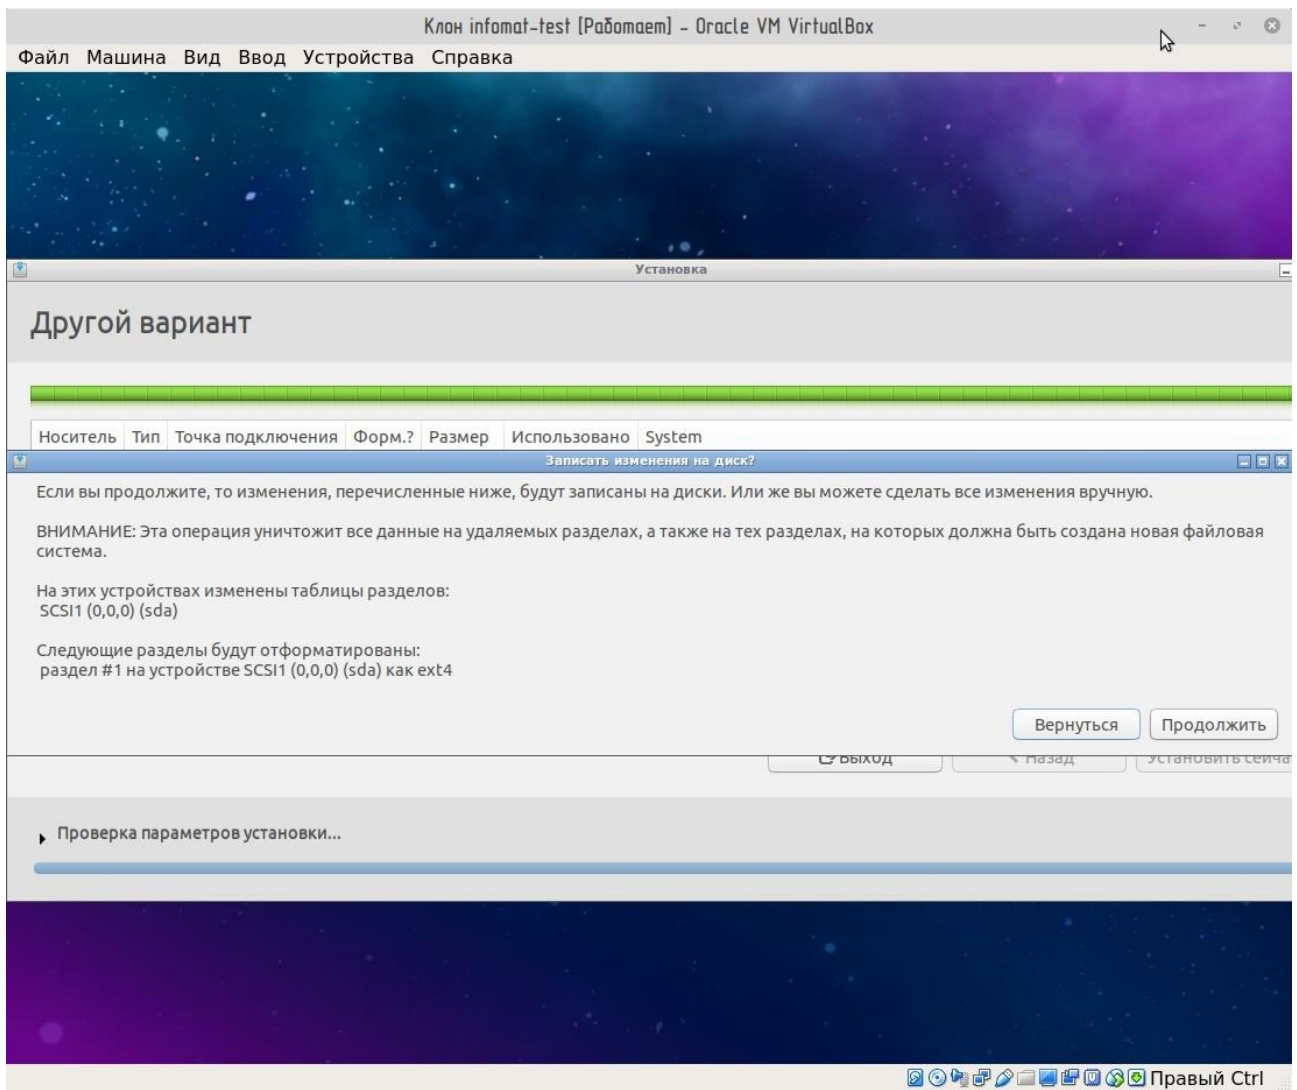 Клон infomat-test [Работает] - Oracle VM VirtualBox
Файл Машина Вид Ввод Устройства Справка
Установка
Другой вариант
Носитель Тип Точка подключения Форм.? Размер Использовано System
Записать изменения на диск?
Если вы продолжите, то изменения, перечисленные ниже, будут записаны на диски. Или же вы можете сделать все изменения вручную.
ВНИМАНИЕ: Эта операция уничтожит все данные на удаляемых разделах, а также на тех разделах, на которых должна быть создана новая файловая
система.
На этих устройствах изменены таблицы разделов:
SCSI1 (0,0,0) (sda)
Следующие разделы будут отформатированы:
раздел #1 на устройстве SCSI1 (0,0,0) (sda) как ext4
Вернуться Продолжить
Выход Назад Установить сейча
Проверка параметров установки...
Правый Ctrl